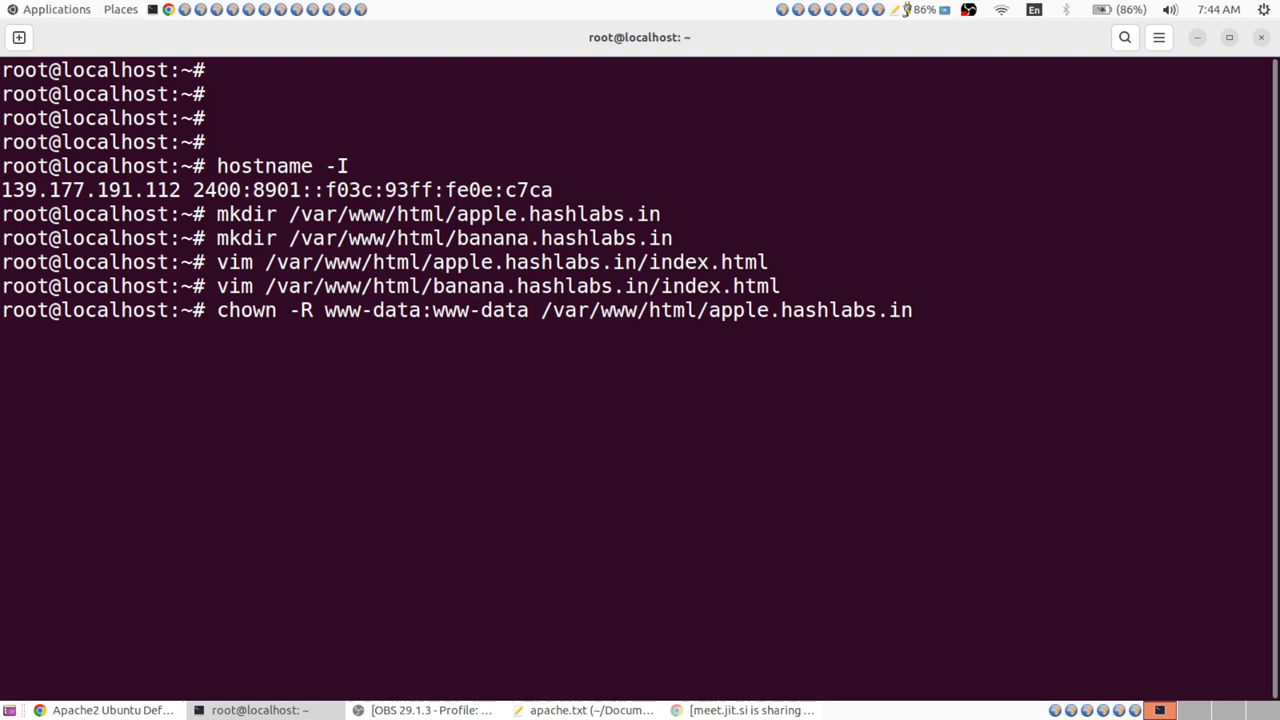 Applications Places 86% En (86%) 7:44 AM
root@localhost: ~
root@localhost:~#
root@localhost:~#
root@localhost:~#
root@localhost:~#
root@localhost:~# hostname -I
139.177.191.112 2400:8901::f03c:93ff:fe0e:c7ca
root@localhost:~# mkdir /var/www/html/apple.hashlabs.in
root@localhost:~# mkdir /var/www/html/banana.hashlabs.in
root@localhost:~# vim /var/www/html/apple.hashlabs.in/index.html
root@localhost:~# vim /var/www/html/banana.hashlabs.in/index.html
root@localhost:~# chown -R www-data:www-data /var/www/html/apple.hashlabs.in
Apache2 Ubuntu Def... root@localhost: ~ [OBS 29.1.3 - Profile: ... apache.txt (~/Docum... [meet.jit.si is sharing ...